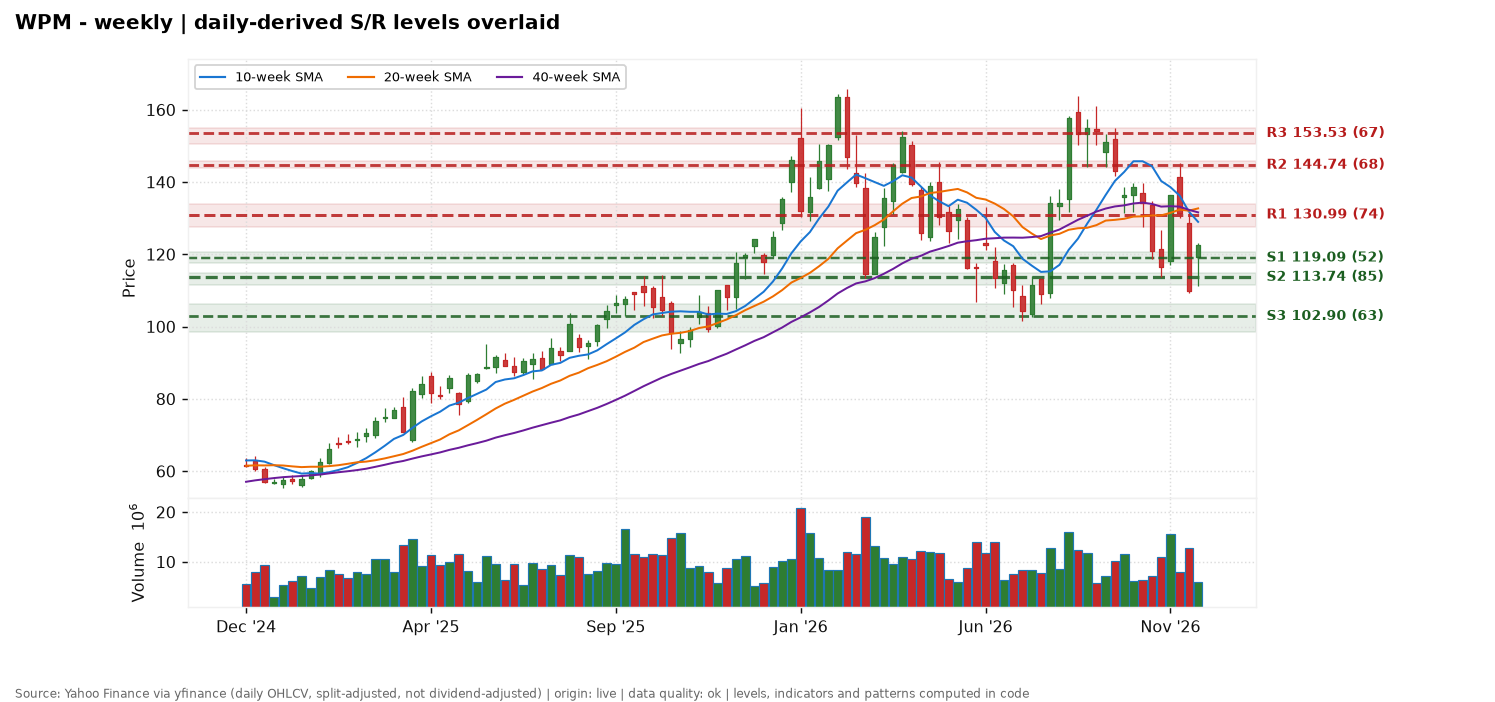 WPM - weekly | daily-derived S/R levels overlaid
10-week SMA
20-week SMA
40-week SMA
Price
160
140
120
100
80
60
R3 153.53 (67)
R2 144.74 (68)
R1 130.99 (74)
S1 119.09 (52)
S2 113.74 (85)
S3 102.90 (63)
Volume 10⁶
20
10
Dec '24
Apr '25
Sep '25
Jan '26
Jun '26
Nov '26
Source: Yahoo Finance via yfinance (daily OHLCV, split-adjusted, not dividend-adjusted) | origin: live | data quality: ok | levels, indicators and patterns computed in code